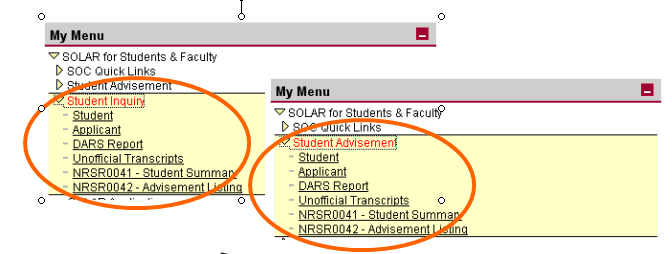 My Menu
SOLAR for Students & Faculty
SOC Quick Links
Student Advisement
Student Inquiry
Student
Applicant
DARS Report
Unofficial Transcripts
NRSR0041 - Student Summary
NRSR0042 - Advisement Listing
My Menu
SOLAR for Students & Faculty
SOC Quick Links
Student Advisement
Student
Applicant
DARS Report
Unofficial Transcripts
NRSR0041 - Student Summary
NRSR0042 - Advisement Listing